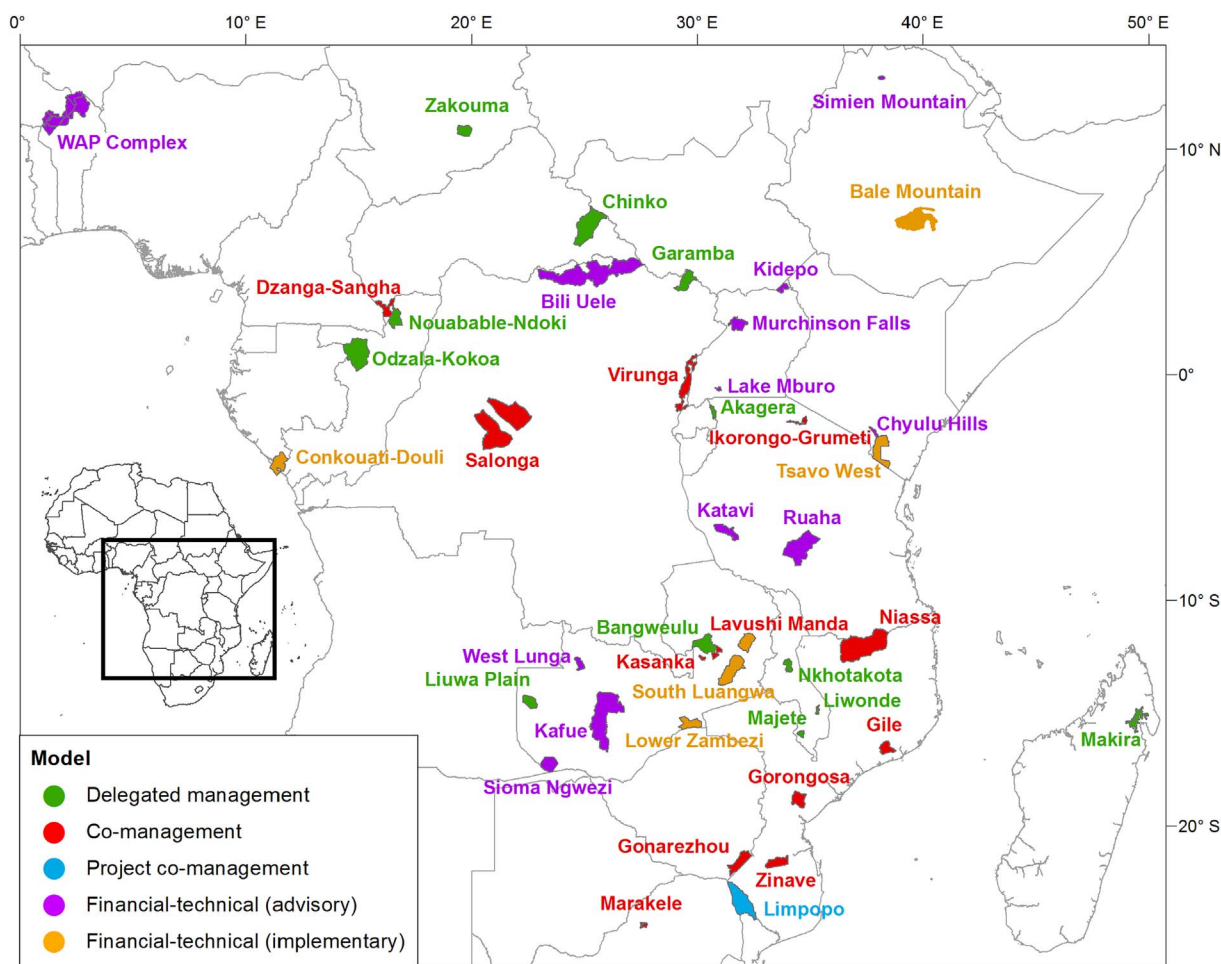 0°
10° E
20° E
30° E
40° E
50° E
Simien Mountain
Zakouma
WAP Complex
10° N
Bale Mountain
Chinko
Garamba
Kidepo
Dzanga-Sangha
Bili Uele
Nouabable-Ndoki
Murchinson Falls
Odzala-Kokoa
Virunga
0°
Lake Mburo
Akagera
Chyulu Hills
Ikorongo-Grumeti
Salonga
Conkouati-Douli
Tsavo West
Katavi
Ruaha
10° S
Niassa
Lavushi Manda
Bangweulu
West Lunga
Kasanka
Liuwa Plain
Nkhotakota
South Luangwa
Liwonde
Majete
Gile
Kafue
Lower Zambezi
Makira
Sioma Ngwezi
Gorongosa
20° S
Gonarezhou
Zinave
Marakele
Limpopo
Model
Delegated management
Co-management
Project co-management
Financial-technical (advisory)
Financial-technical (implementary)